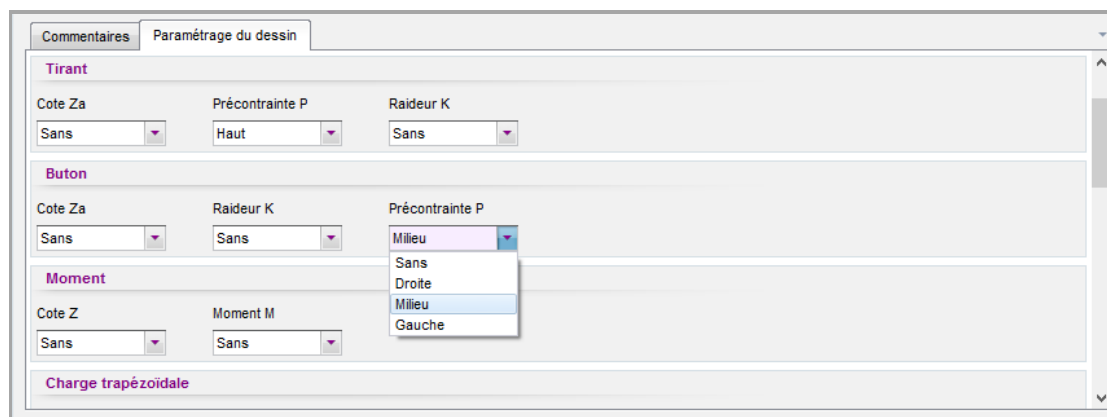 Commentaires Paramétrage du dessin
Tirant
Cote Za Précontrainte P Raideur K
Sans Haut Sans
Buton
Cote Za Raideur K Précontrainte P
Sans Sans Milieu
Sans
Droite
Milieu
Gauche
Moment
Cote Z Moment M
Sans Sans
Charge trapézoïdale